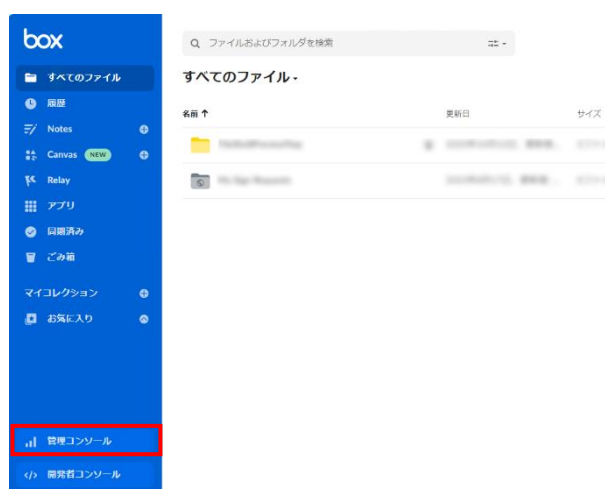 box
ファイルおよびフォルダを検索
すべてのファイル
すべてのファイル
履歴
名前 ↑
更新日
サイズ
Notes
Canvas NEW
Relay
アプリ
同期済み
ごみ箱
マイコレクション
お気に入り
管理コンソール
</> 開発者コンソール